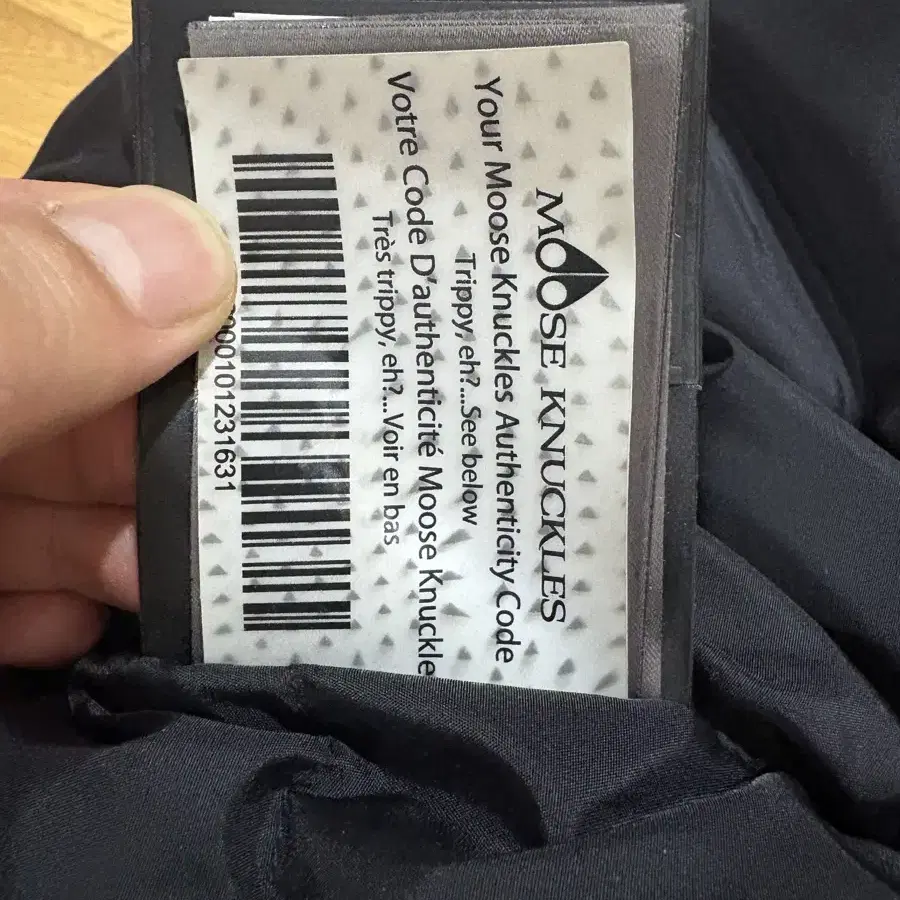 MOOSE KNUCKLES
Your Moose Knuckles Authenticity Code
Trippy, eh?...See below
Votre Code D'authenticité Moose Knuckle
Très trippy, eh?...Voir en bas
000101231631